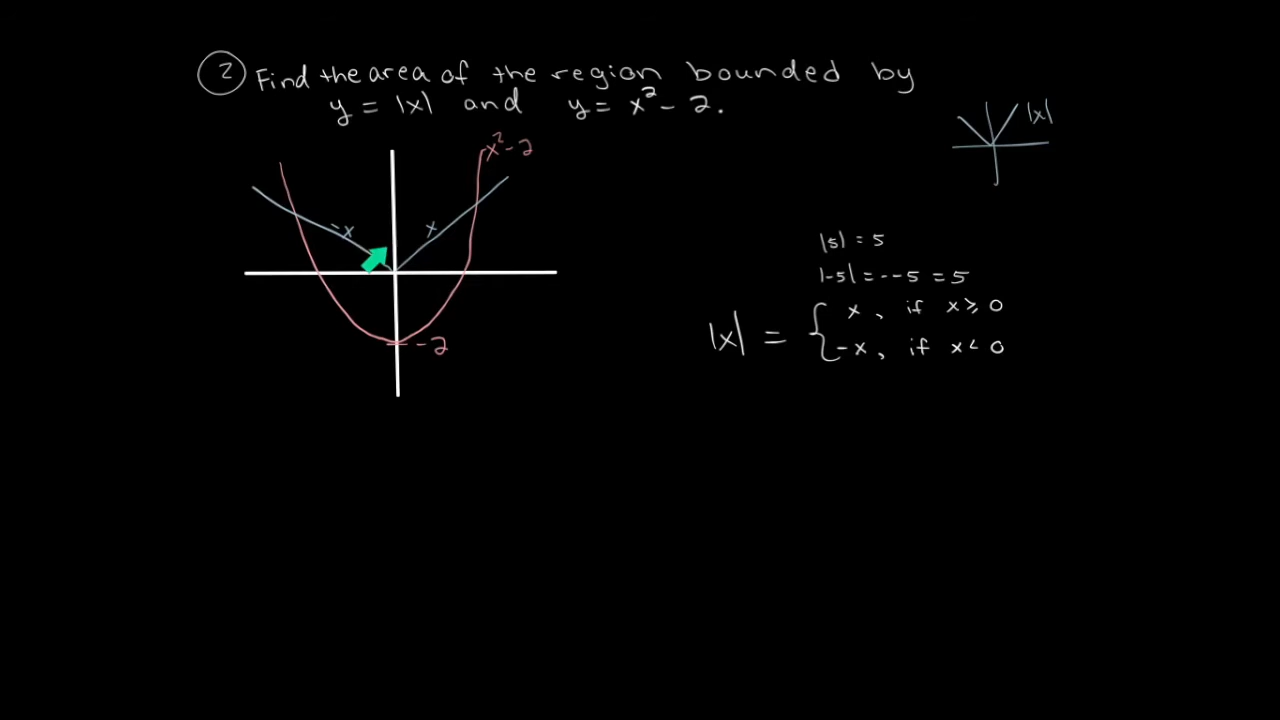 2 Find the area of the region bounded by
y = |x| and y = x² - 2.
|x|
x² - 2
-x
x
-2
|5| = 5
|-5| = --5 = 5
|x| = { x, if x ≥ 0
-x, if x < 0